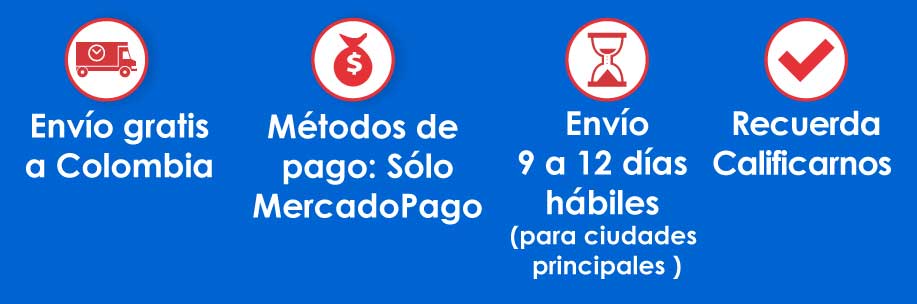 $
Envío gratis
a Colombia
Métodos de
pago: Sólo
MercadoPago
Envío
9 a 12 días
hábiles
(para ciudades
principales )
Recuerda
Calificarnos